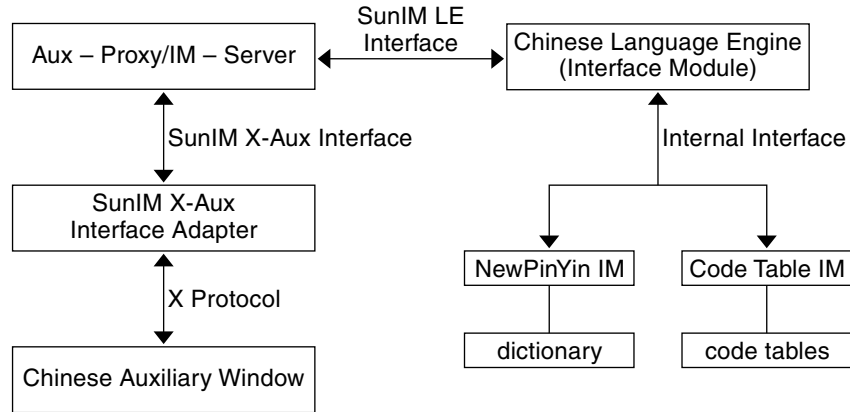 SunIM LE
Interface
Aux – Proxy/IM – Server
Chinese Language Engine
(Interface Module)
SunIM X-Aux Interface
Internal Interface
SunIM X-Aux
Interface Adapter
NewPinYin IM
Code Table IM
X Protocol
dictionary
code tables
Chinese Auxiliary Window